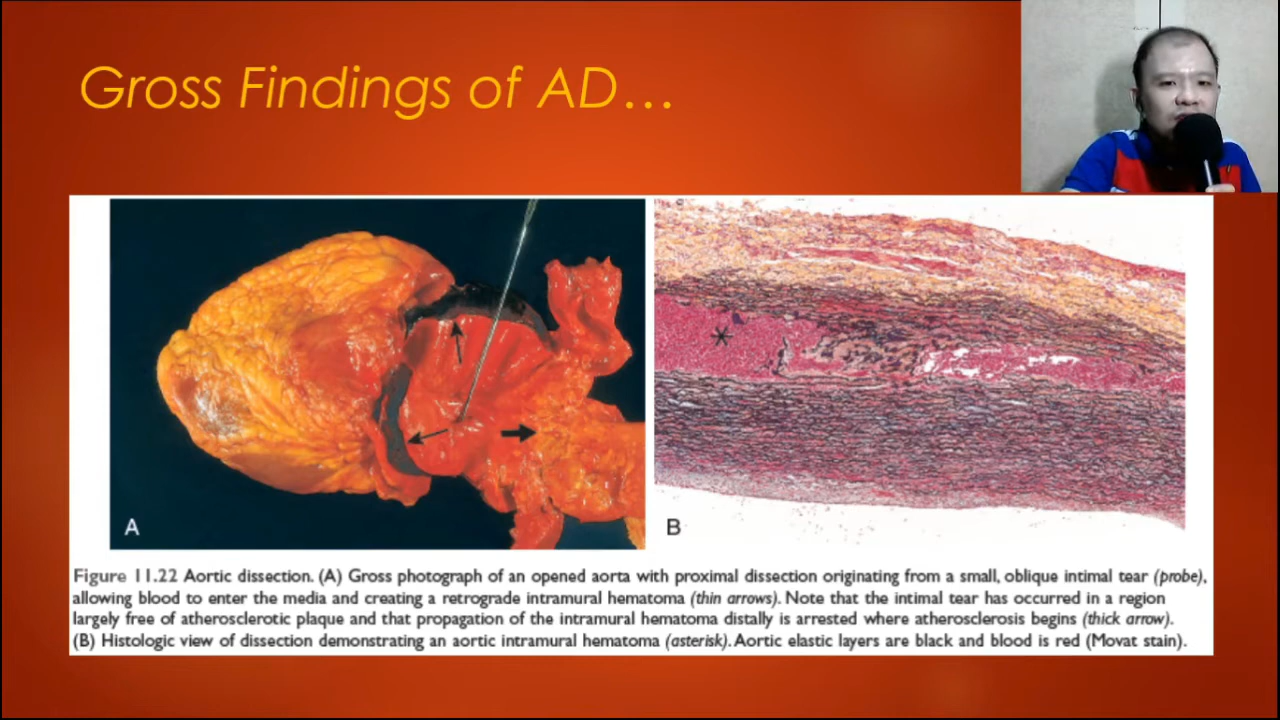 Gross Findings of AD...
A
*
B
Figure 11.22 Aortic dissection. (A) Gross photograph of an opened aorta with proximal dissection originating from a small, oblique intimal tear (probe),
allowing blood to enter the media and creating a retrograde intramural hematoma (thin arrows). Note that the intimal tear has occurred in a region
largely free of atherosclerotic plaque and that propagation of the intramural hematoma distally is arrested where atherosclerosis begins (thick arrow).
(B) Histologic view of dissection demonstrating an aortic intramural hematoma (asterisk). Aortic elastic layers are black and blood is red (Movat stain).